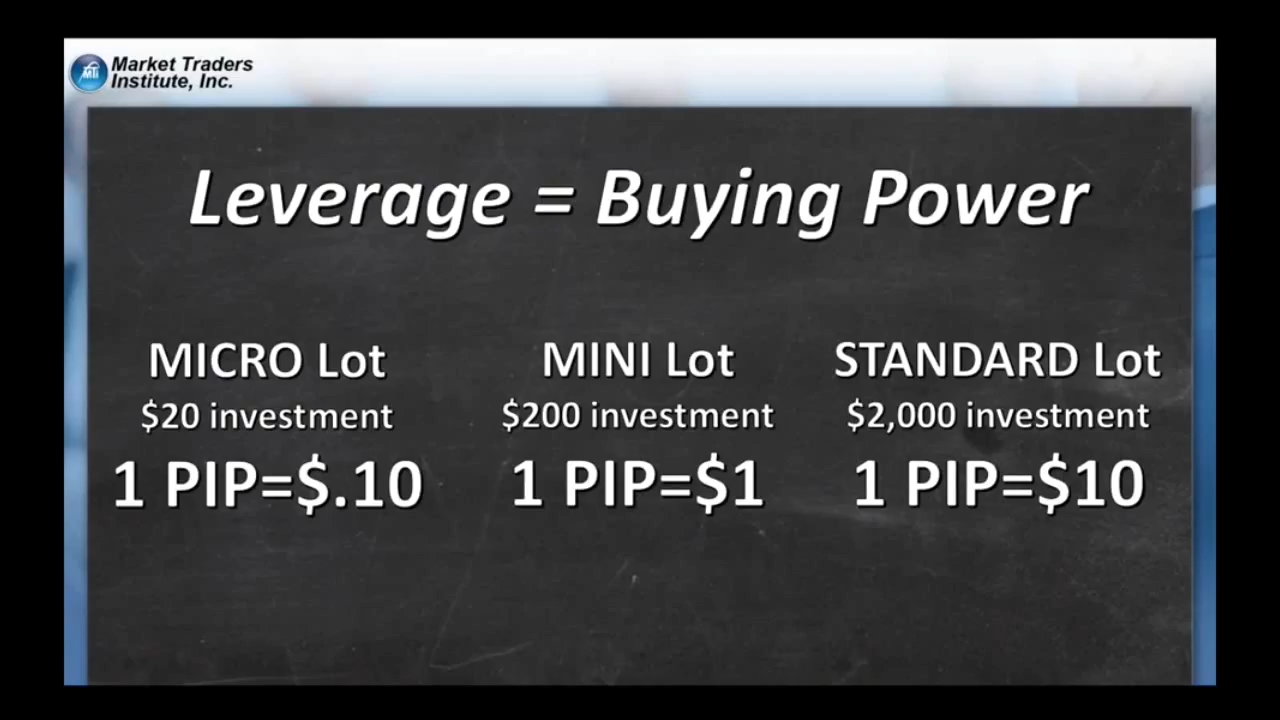 Market Traders
Institute, Inc.
Leverage = Buying Power
MICRO Lot
$20 investment
1 PIP=$.10
MINI Lot
$200 investment
1 PIP=$1
STANDARD Lot
$2,000 investment
1 PIP=$10